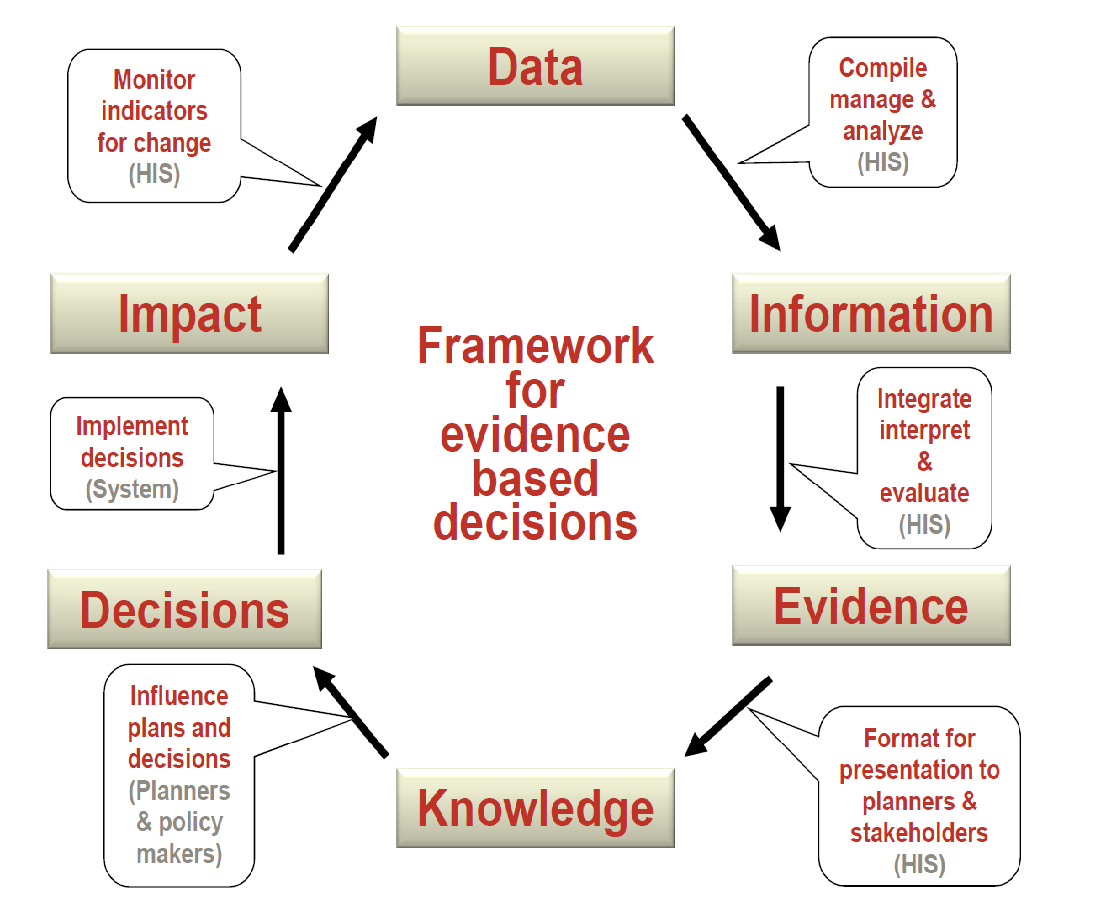 Data
Monitor
indicators
for change
(HIS)
Compile
manage &
analyze
(HIS)
Impact
Information
Framework
for
evidence
based
decisions
Implement
decisions
(System)
Integrate
interpret
&
evaluate
(HIS)
Decisions
Evidence
Influence
plans and
decisions
(Planners
& policy
makers)
Knowledge
Format for
presentation to
planners &
stakeholders
(HIS)